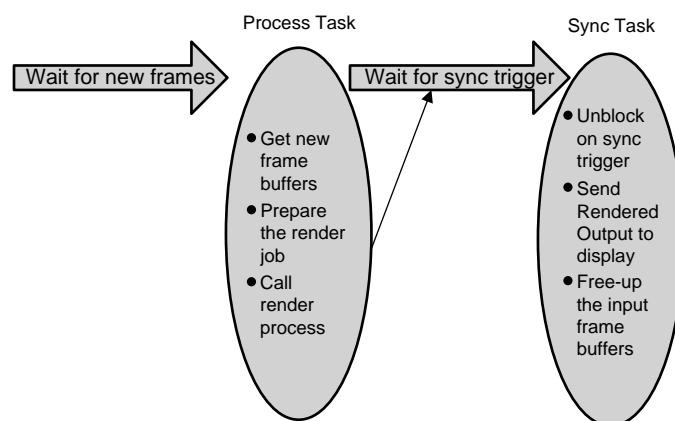 Process Task
Sync Task
Wait for new frames
Wait for sync trigger
● Get new
frame
buffers
● Prepare
the render
job
● Call
render
process
● Unblock
on sync
trigger
● Send
Rendered
Output to
display
● Free-up
the input
frame
buffers